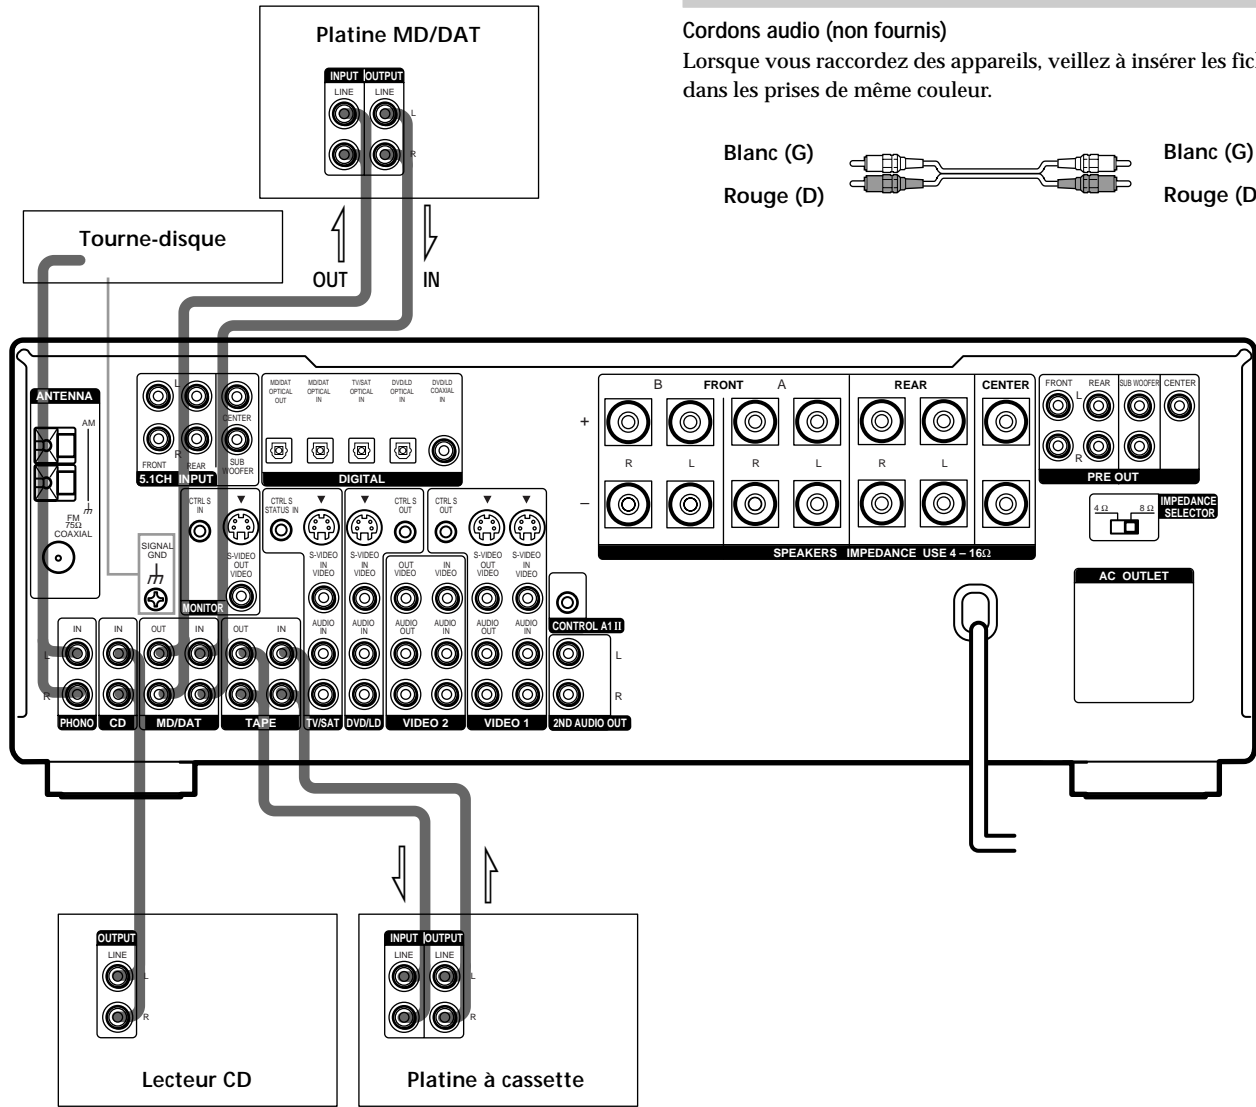 Cordons audio (non fournis)
Lorsque vous raccordez des appareils, veillez à insérer les fic
dans les prises de même couleur.
Blanc (G)
Blanc (G)
Rouge (D)
Rouge (D
Platine MD/DAT
INPUT OUTPUT
LINE LINE
L
R
Tourne-disque
OUT IN
ANTENNA
AM
FM
75Ω
COAXIAL
L
R
FRONT
REAR
CENTER
SUB
WOOFER
5.1CH INPUT
MD/DAT
OPTICAL
OUT
MD/DAT
OPTICAL
IN
TV/SAT
OPTICAL
IN
DVD/LD
OPTICAL
IN
DVD/LD
COAXIAL
IN
DIGITAL
B FRONT A
REAR
CENTER
+
R L R L R L
–
SPEAKERS IMPEDANCE USE 4 – 16Ω
FRONT REAR SUB WOOFER CENTER
L
R
PRE OUT
4 Ω 8 Ω
IMPEDANCE
SELECTOR
AC OUTLET
SIGNAL
GND
CTRL S
IN
S-VIDEO
OUT
VIDEO
MONITOR
CTRL S
STATUS IN
S-VIDEO
IN
VIDEO
AUDIO
IN
S-VIDEO
IN
VIDEO
AUDIO
IN
CTRL S
OUT
OUT
VIDEO
AUDIO
OUT
CTRL S
OUT
IN
VIDEO
AUDIO
IN
S-VIDEO
OUT
VIDEO
AUDIO
OUT
S-VIDEO
IN
VIDEO
AUDIO
IN
CONTROL A1 II
IN IN OUT IN OUT IN
L
R
L
R
PHONO CD MD/DAT TAPE TV/SAT DVD/LD VIDEO 2 VIDEO 1 2ND AUDIO OUT
OUTPUT
LINE
L
R
Lecteur CD
INPUT OUTPUT
LINE LINE
L
R
Platine à cassette